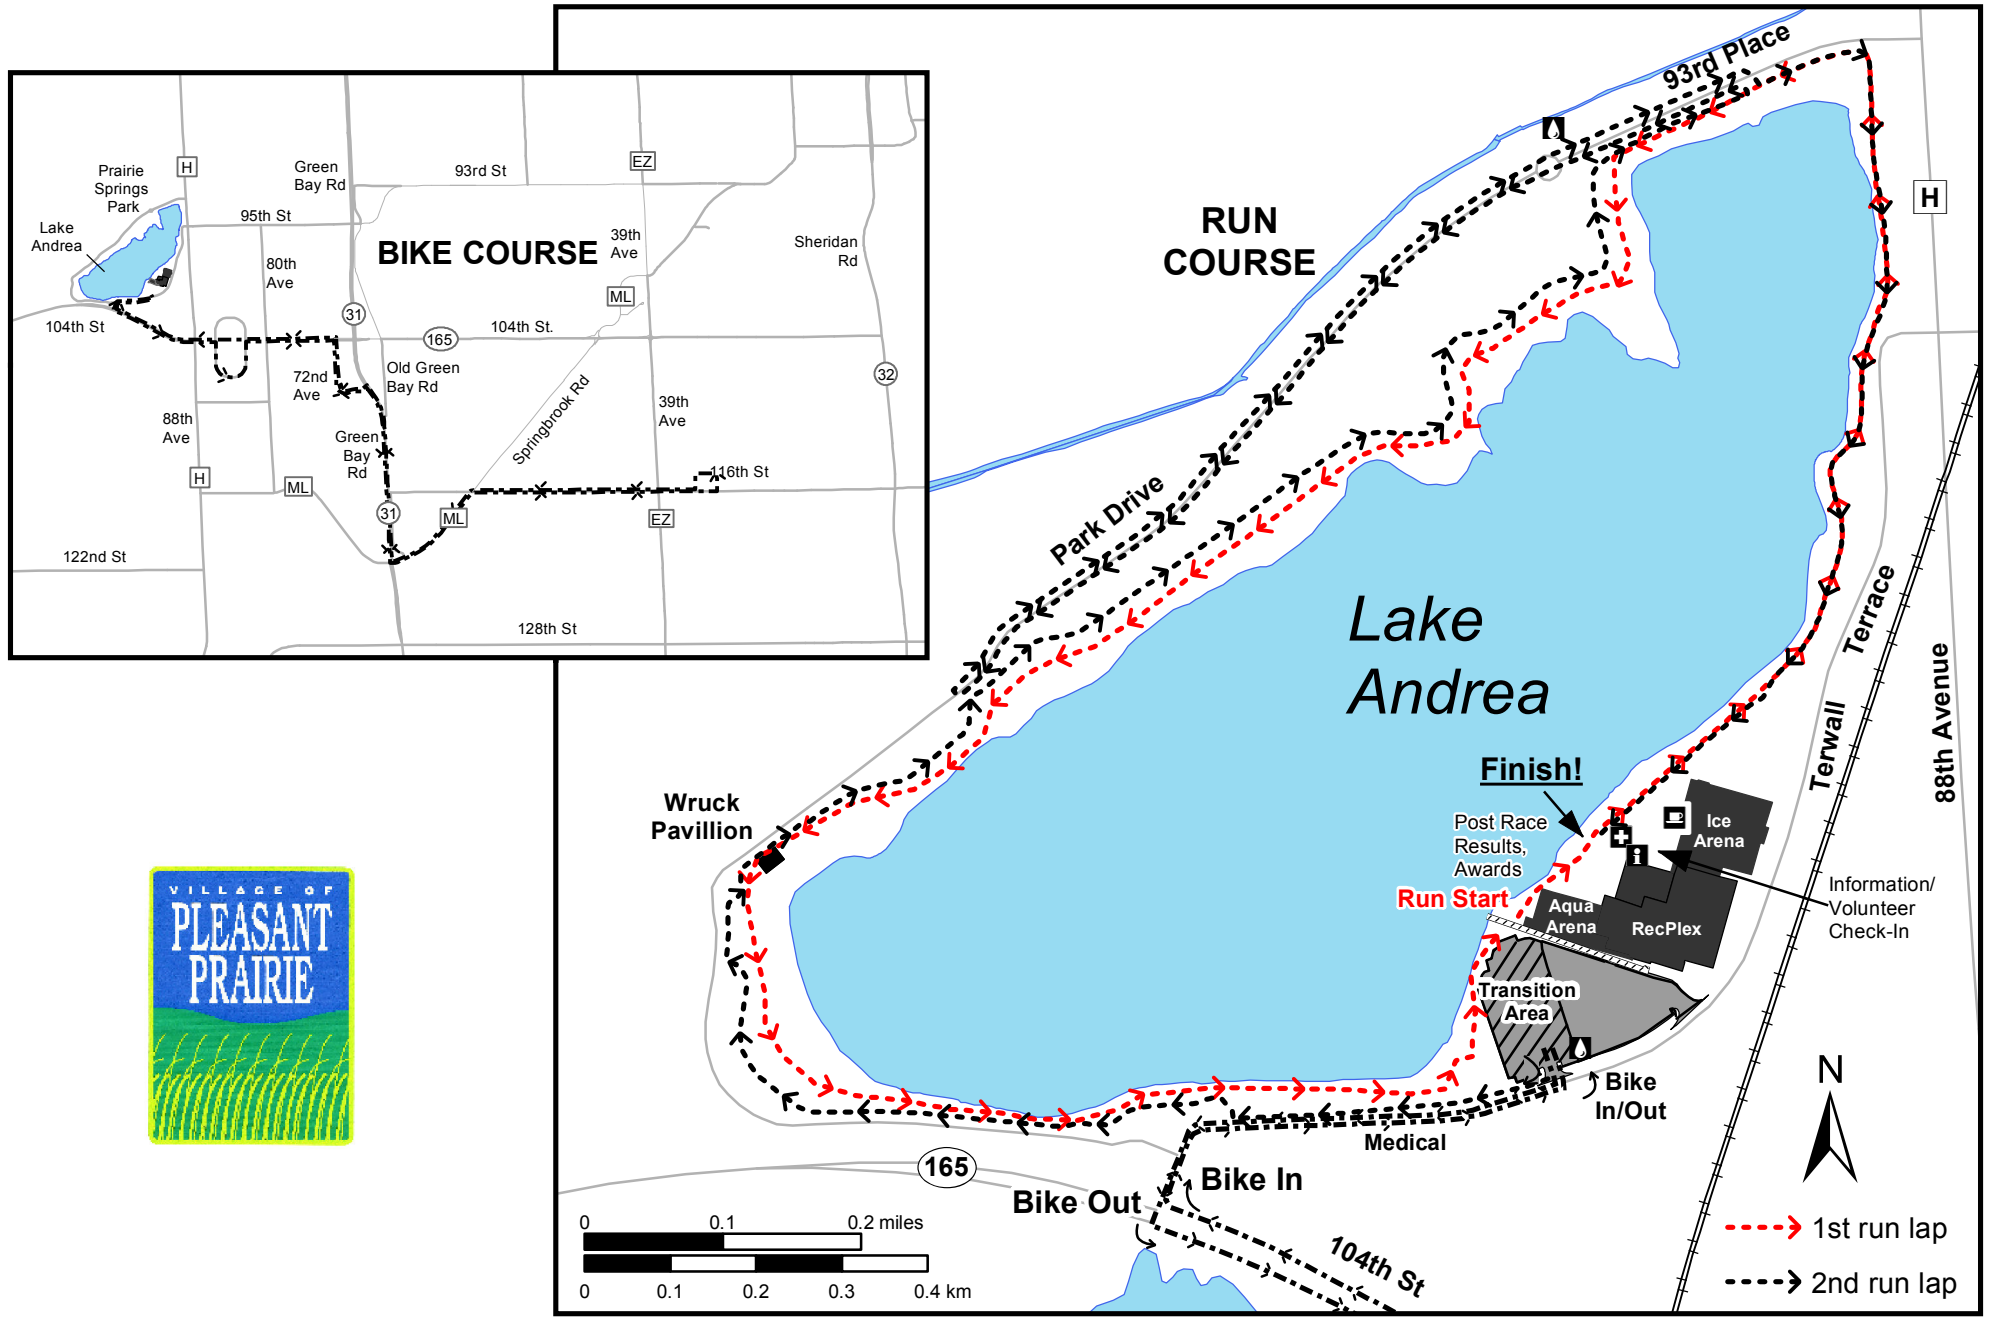 Prairie
Springs
Park
Lake
Andrea
H
Green
Bay Rd
93rd St
EZ
95th St
BIKE COURSE
39th
Ave
Sheridan
Rd
80th
Ave
ML
31
104th St
165
104th St.
72nd
Ave
Old Green
Bay Rd
32
88th
Ave
Green
Bay
Rd
Springbrook Rd
39th
Ave
116th St
H
ML
31
ML
EZ
122nd St
128th St
93rd Place
RUN
COURSE
H
Park Drive
Lake
Andrea
Terwall
Terrace
88th Avenue
Finish!
Post Race
Results,
Awards
Run Start
Ice
Arena
i
Aqua
Arena
RecPlex
Information/
Volunteer
Check-In
Wruck
Pavillion
Transition
Area
Bike
In/Out
Medical
165
Bike In
Bike Out
104th St
N
0 0.1 0.2 miles
0 0.1 0.2 0.3 0.4 km
1st run lap
2nd run lap
VILLAGE OF
PLEASANT
PRAIRIE